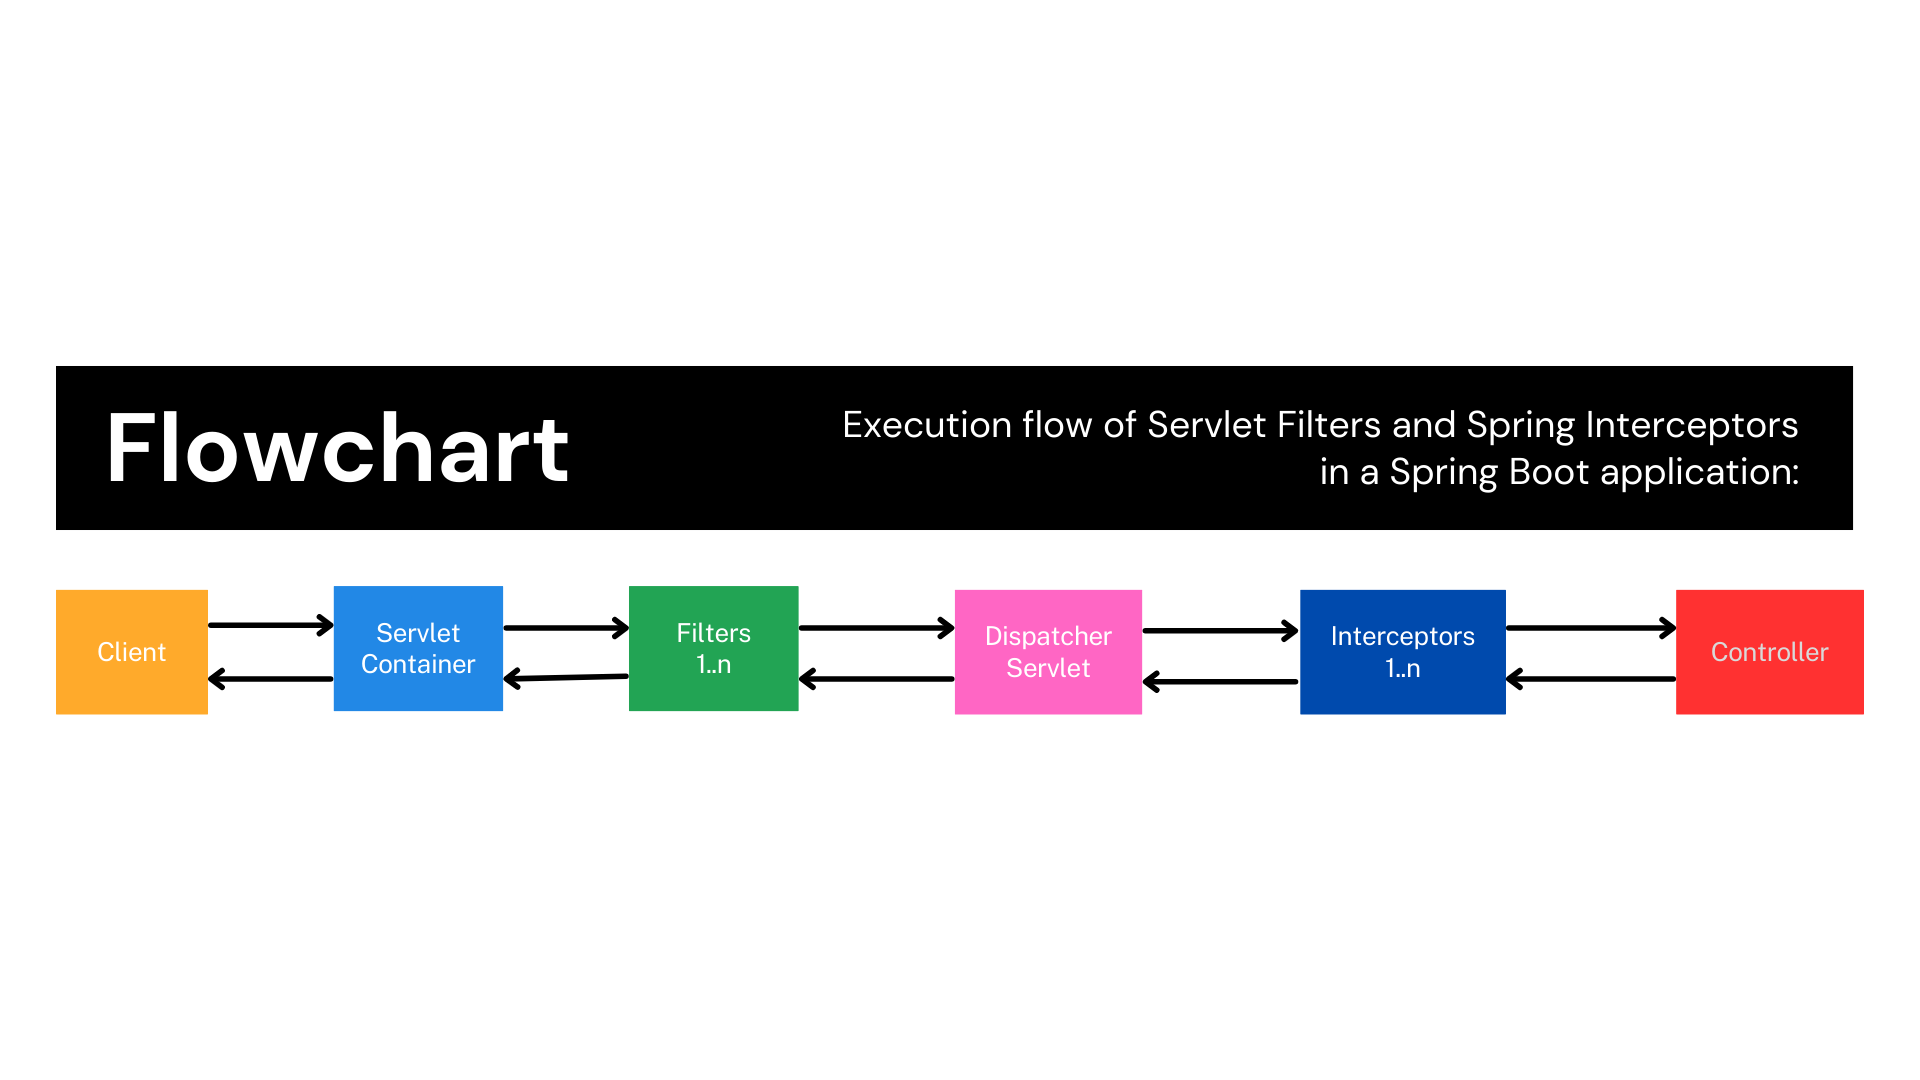 Flowchart
Execution flow of Servlet Filters and Spring Interceptors
in a Spring Boot application:
Client
Servlet
Container
Filters
1..n
Dispatcher
Servlet
Interceptors
1..n
Controller